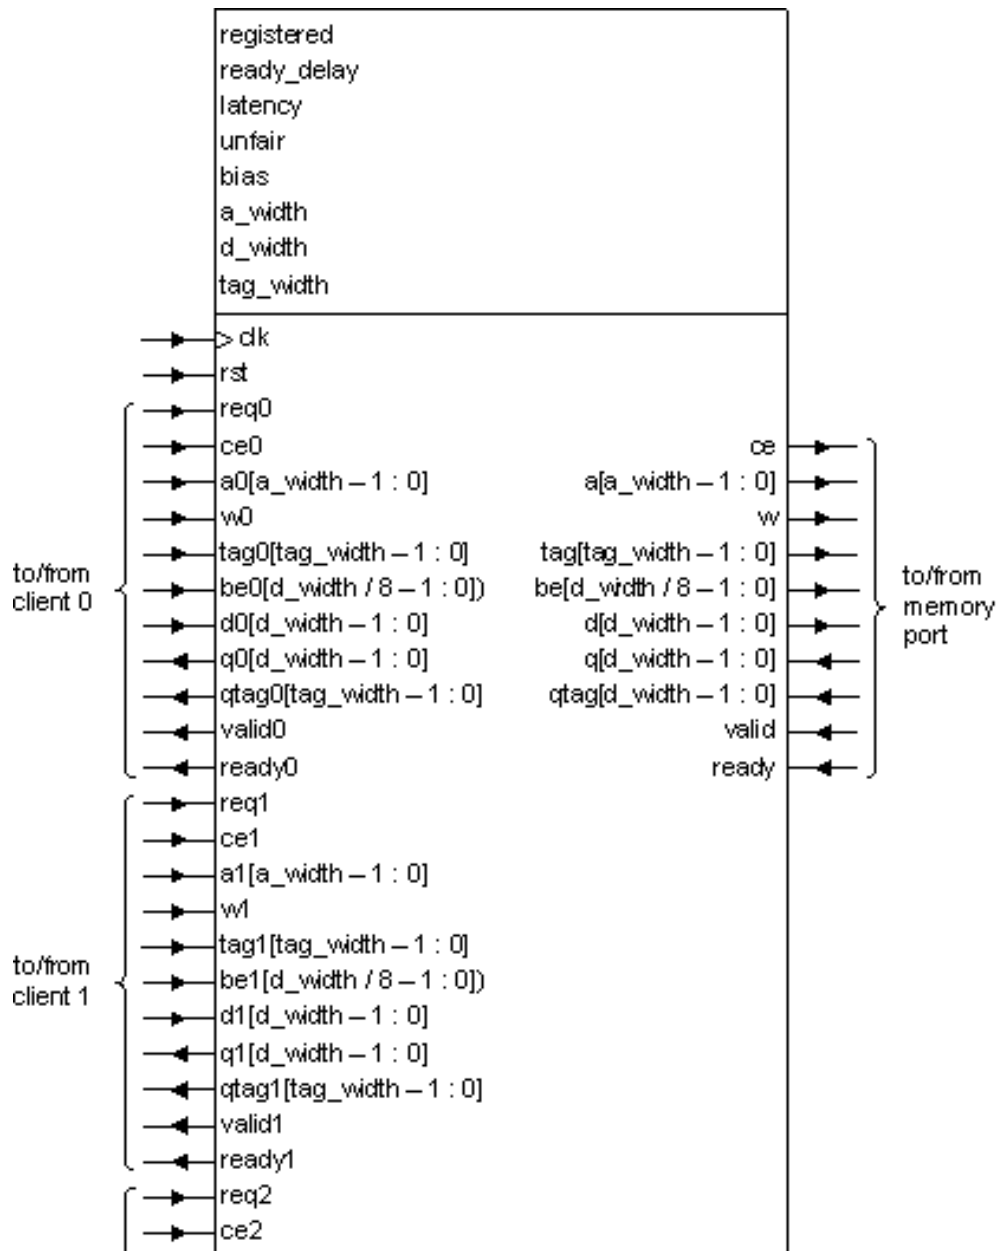 registered
ready_delay
latency
unfair
bias
a_width
d_width
tag_width
clk
rst
to/from
client 0
req0
ce0
a0[a_width – 1 : 0]
w0
tag0[tag_width – 1 : 0]
be0[d_width / 8 – 1 : 0])
d0[d_width – 1 : 0]
q0[d_width – 1 : 0]
qtag0[tag_width – 1 : 0]
valid0
ready0
ce
a[a_width – 1 : 0]
w
tag[tag_width – 1 : 0]
be[d_width / 8 – 1 : 0]
d[d_width – 1 : 0]
q[d_width – 1 : 0]
qtag[d_width – 1 : 0]
valid
ready
to/from
memory
port
to/from
client 1
req1
ce1
a1[a_width – 1 : 0]
w1
tag1[tag_width – 1 : 0]
be1[d_width / 8 – 1 : 0])
d1[d_width – 1 : 0]
q1[d_width – 1 : 0]
qtag1[tag_width – 1 : 0]
valid1
ready1
req2
ce2